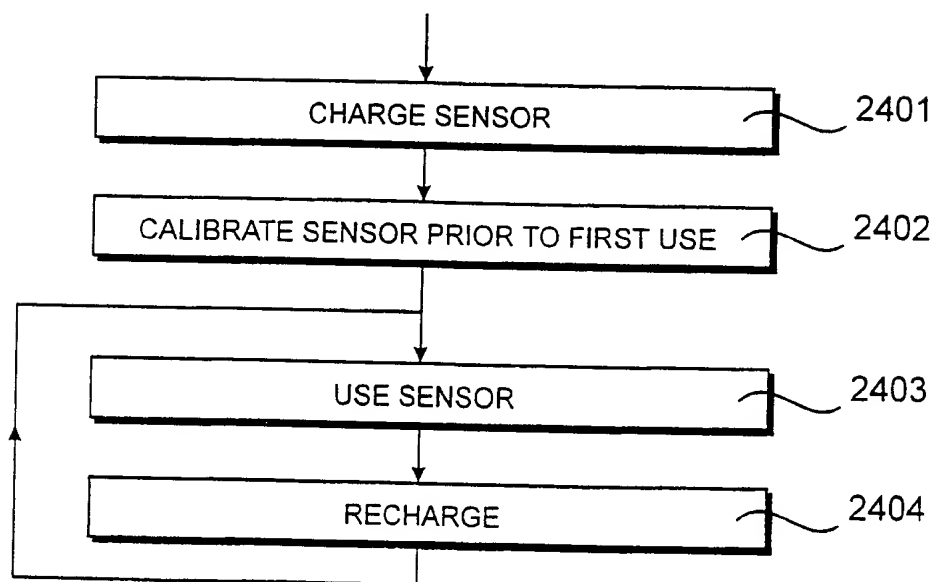 CHARGE SENSOR 2401
CALIBRATE SENSOR PRIOR TO FIRST USE 2402
USE SENSOR 2403
RECHARGE 2404